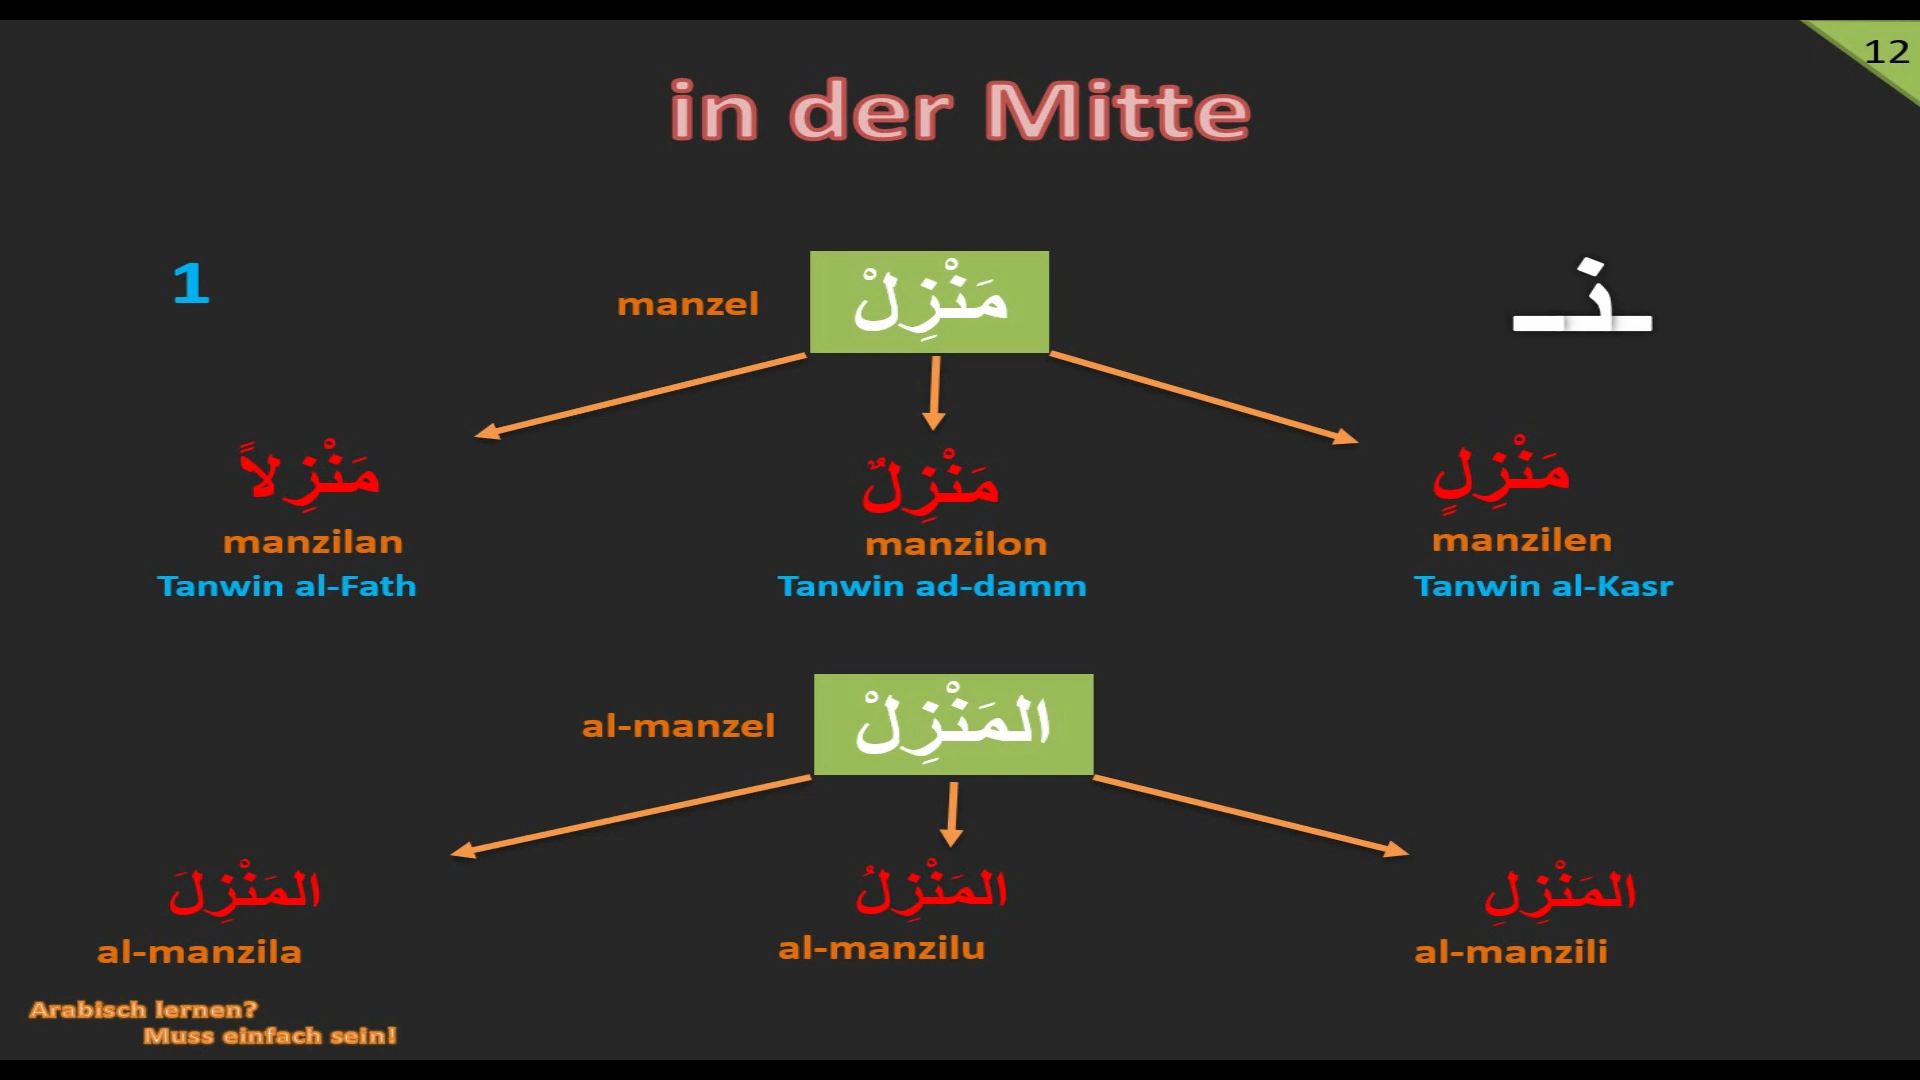 12
in der Mitte
1
manzel
مَنْزِلْ
ـنـ
مَنْزِلاً
مَنْزِلٌ
مَنْزِلٍ
manzilan
manzilon
manzilen
Tanwin al-Fath
Tanwin ad-damm
Tanwin al-Kasr
al-manzel
المَنْزِلْ
المَنْزِلَ
المَنْزِلُ
المَنْزِلِ
al-manzila
al-manzilu
al-manzili
Arabisch lernen?
Muss einfach sein!